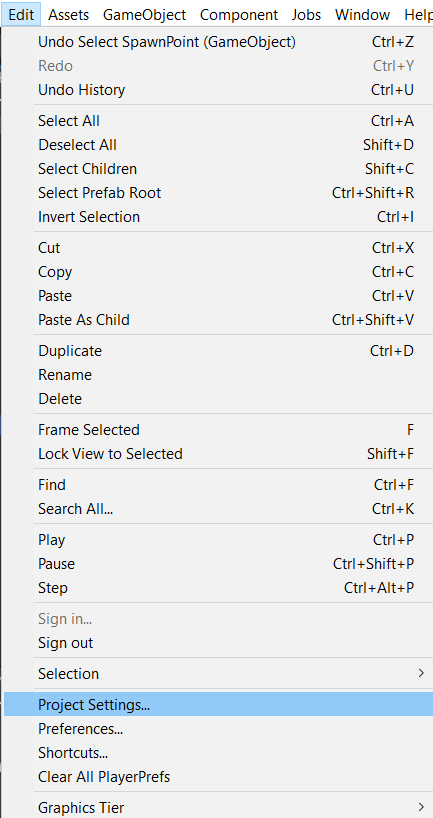 Edit Assets GameObject Component Jobs Window Help
Undo Select SpawnPoint (GameObject) Ctrl+Z
Redo Ctrl+Y
Undo History Ctrl+U
Select All Ctrl+A
Deselect All Shift+D
Select Children Shift+C
Select Prefab Root Ctrl+Shift+R
Invert Selection Ctrl+I
Cut Ctrl+X
Copy Ctrl+C
Paste Ctrl+V
Paste As Child Ctrl+Shift+V
Duplicate Ctrl+D
Rename
Delete
Frame Selected F
Lock View to Selected Shift+F
Find Ctrl+F
Search All... Ctrl+K
Play Ctrl+P
Pause Ctrl+Shift+P
Step Ctrl+Alt+P
Sign in...
Sign out
Selection
Project Settings...
Preferences...
Shortcuts...
Clear All PlayerPrefs
Graphics Tier